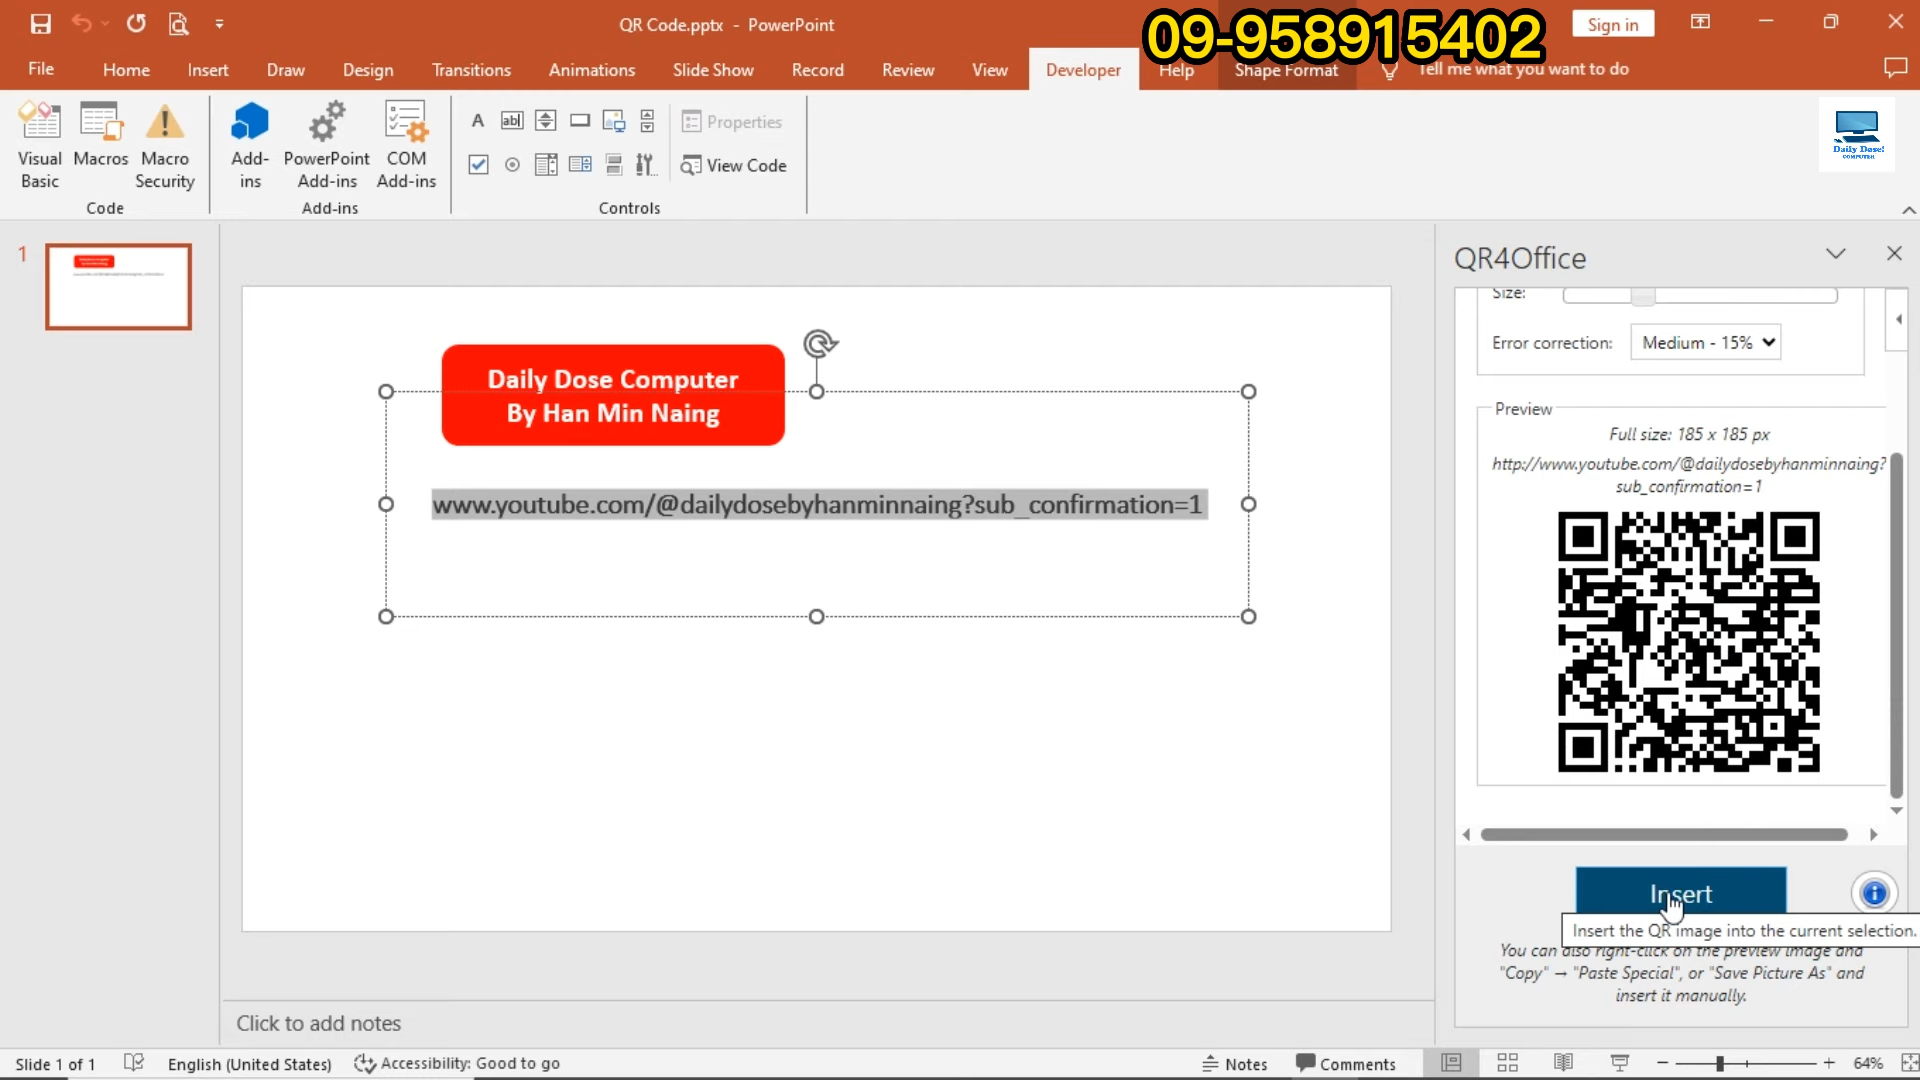 QR Code.pptx - PowerPoint
09-958915402
Sign in
File
Home
Insert
Draw
Design
Transitions
Animations
Slide Show
Record
Review
View
Developer
Help
Shape Format
Tell me what you want to do
Visual Basic
Macros
Macro Security
Code
Add-ins
PowerPoint Add-ins
COM Add-ins
Add-ins
A
abl
Properties
View Code
Controls
Daily Dose!
COMPUTER
1
Daily Dose Computer
By Han Min Naing
www.youtube.com/@dailydosebyhanminnaing?sub_confirmation=1
QR4Office
Size:
Error correction:
Medium - 15%
Preview
Full size: 185 x 185 px
http://www.youtube.com/@dailydosebyhanminnaing?
sub_confirmation=1
Insert
Insert the QR image into the current selection.
You can also right-click on the preview image and
"Copy" → "Paste Special", or "Save Picture As" and
insert it manually.
Click to add notes
Slide 1 of 1
English (United States)
Accessibility: Good to go
Notes
Comments
64%